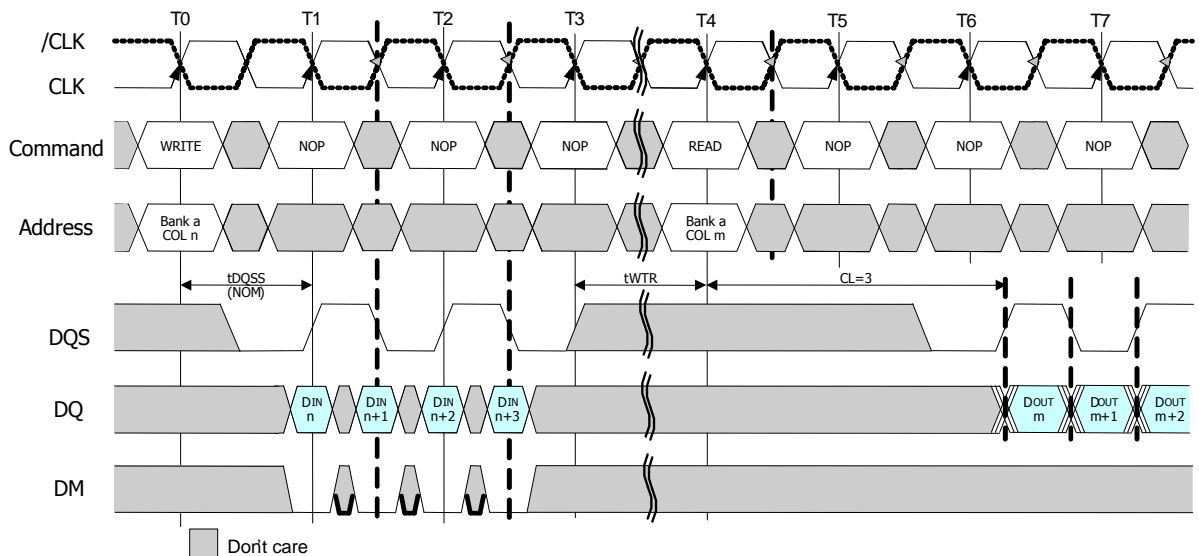 T0 T1 T2 T3 T4 T5 T6 T7
/CLK
CLK
Command WRITE NOP NOP NOP READ NOP NOP NOP
Address Bank a COL n Bank a COL m
tDQSS
(NOM)
tWTR
CL=3
DQS
DQ DIN n DIN n+1 DIN n+2 DIN n+3 DOUT m DOUT m+1 DOUT m+2
DM
Don't care